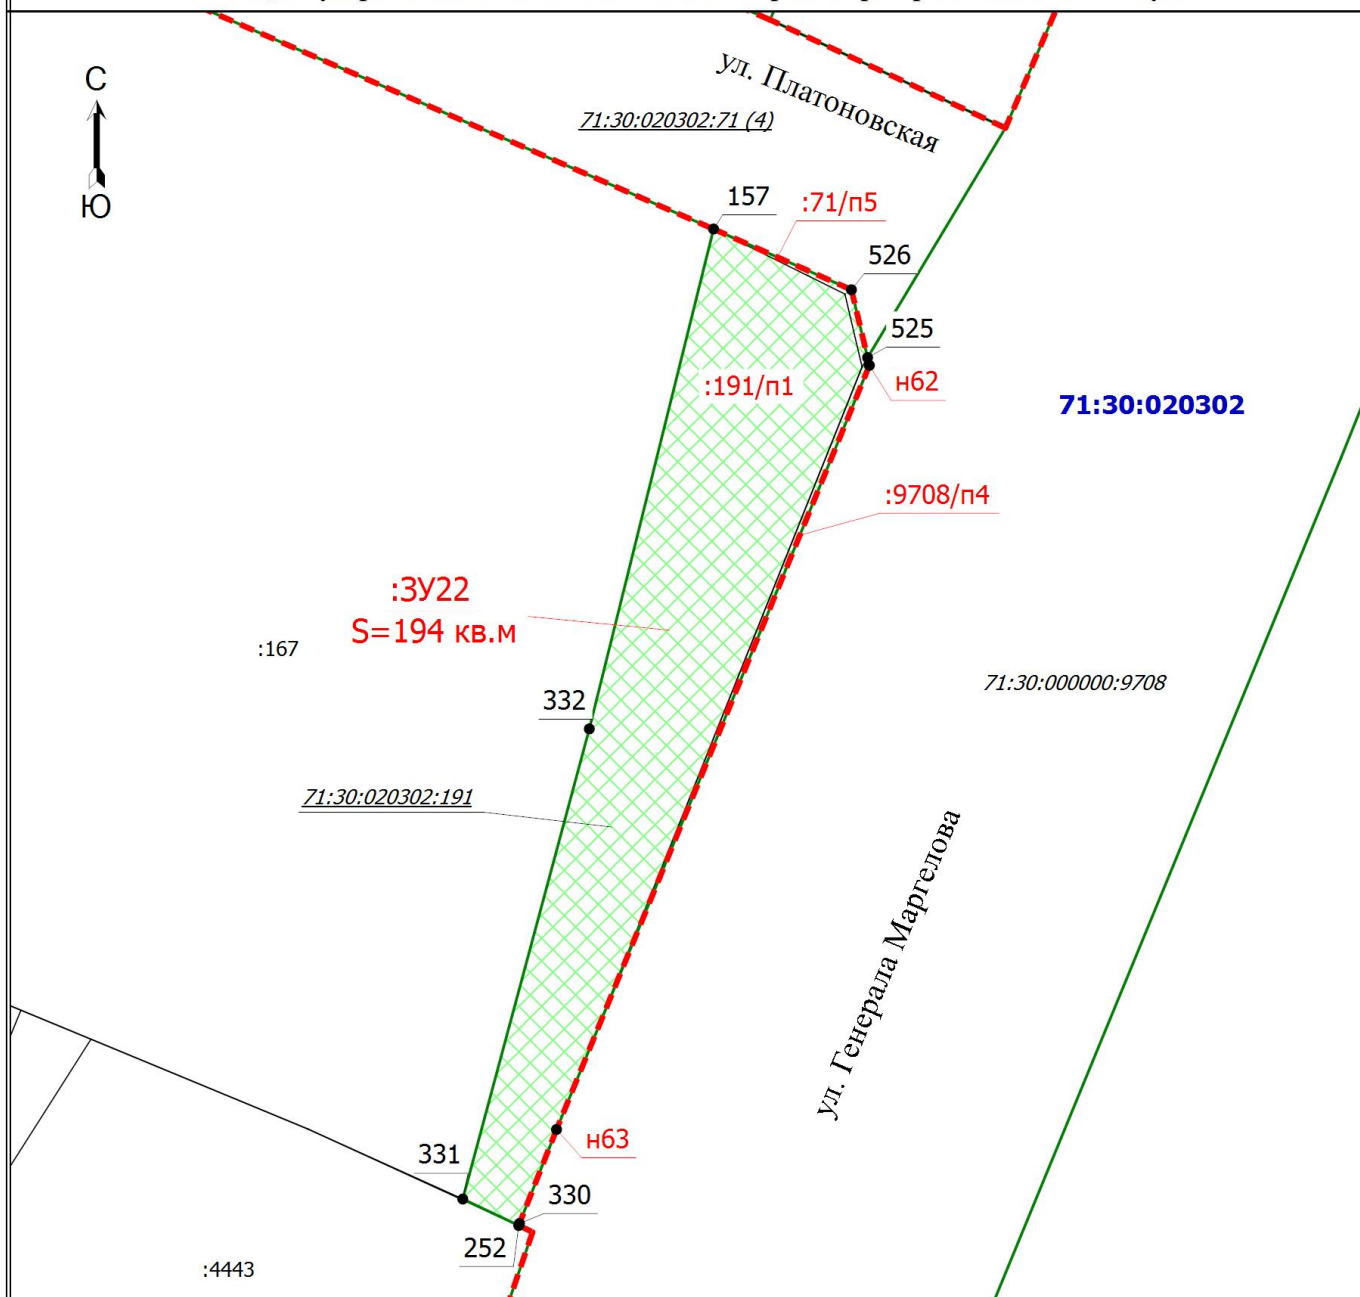 С
Ю
ул. Платоновская
71:30:020302:71 (4)
157
:71/п5
526
525
н62
:191/п1
71:30:020302
:9708/п4
:ЗУ22
S=194 кв.м
:167
71:30:000000:9708
332
71:30:020302:191
ул. Генерала Маргелова
331
н63
330
252
:4443